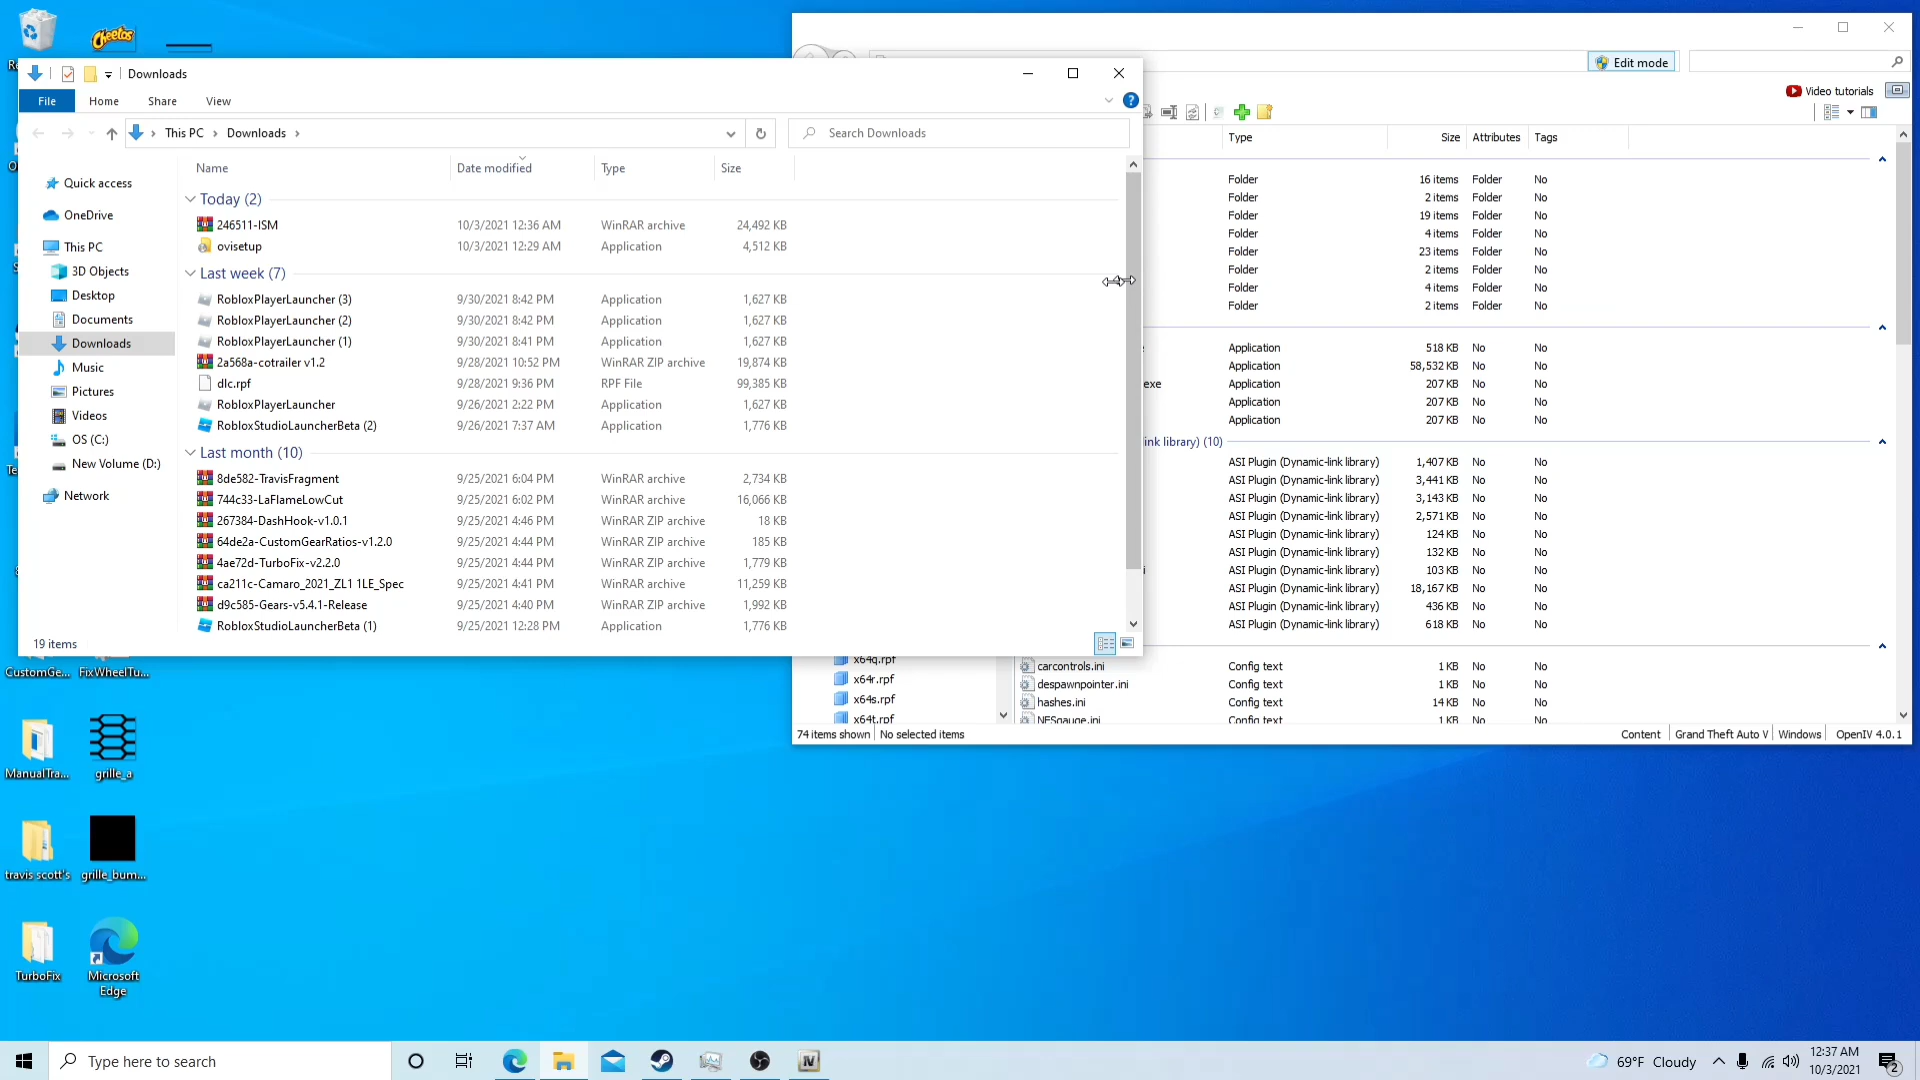 Cheetos
Downloads
File
Home
Share
View
This PC
Downloads
Search Downloads
Name
Date modified
Type
Size
Quick access
OneDrive
This PC
3D Objects
Desktop
Documents
Downloads
Music
Pictures
Videos
OS (C:)
New Volume (D:)
Network
Today (2)
246511-ISM 10/3/2021 12:36 AM WinRAR archive 24,492 KB
ovisetup 10/3/2021 12:29 AM Application 4,512 KB
Last week (7)
RobloxPlayerLauncher (3) 9/30/2021 8:42 PM Application 1,627 KB
RobloxPlayerLauncher (2) 9/30/2021 8:42 PM Application 1,627 KB
RobloxPlayerLauncher (1) 9/30/2021 8:41 PM Application 1,627 KB
2a568a-cotrailer v1.2 9/28/2021 10:52 PM WinRAR ZIP archive 19,874 KB
dlc.rpf 9/28/2021 9:36 PM RPF File 99,385 KB
RobloxPlayerLauncher 9/26/2021 2:22 PM Application 1,627 KB
RobloxStudioLauncherBeta (2) 9/26/2021 7:37 AM Application 1,776 KB
Last month (10)
8de582-TravisFragment 9/25/2021 6:04 PM WinRAR archive 2,734 KB
744c33-LaFlameLowCut 9/25/2021 6:02 PM WinRAR archive 16,066 KB
267384-DashHook-v1.0.1 9/25/2021 4:46 PM WinRAR ZIP archive 18 KB
64de2a-CustomGearRatios-v1.2.0 9/25/2021 4:44 PM WinRAR ZIP archive 185 KB
4ae72d-TurboFix-v2.2.0 9/25/2021 4:44 PM WinRAR ZIP archive 1,779 KB
ca211c-Camaro_2021_ZL1 1LE_Spec 9/25/2021 4:41 PM WinRAR archive 11,259 KB
d9c585-Gears-v5.4.1-Release 9/25/2021 4:40 PM WinRAR ZIP archive 1,992 KB
RobloxStudioLauncherBeta (1) 9/25/2021 12:28 PM Application 1,776 KB
19 items
Edit mode
Video tutorials
Type Size Attributes Tags
Folder 16 items Folder No
Folder 2 items Folder No
Folder 19 items Folder No
Folder 4 items Folder No
Folder 23 items Folder No
Folder 2 items Folder No
Folder 4 items Folder No
Folder 2 items Folder No
Application 518 KB No No
Application 58,532 KB No No
exe Application 207 KB No No
Application 207 KB No No
Application 207 KB No No
ink library) (10)
ASI Plugin (Dynamic-link library) 1,407 KB No No
ASI Plugin (Dynamic-link library) 3,441 KB No No
ASI Plugin (Dynamic-link library) 3,143 KB No No
ASI Plugin (Dynamic-link library) 2,571 KB No No
ASI Plugin (Dynamic-link library) 124 KB No No
ASI Plugin (Dynamic-link library) 132 KB No No
ASI Plugin (Dynamic-link library) 103 KB No No
ASI Plugin (Dynamic-link library) 18,167 KB No No
ASI Plugin (Dynamic-link library) 436 KB No No
ASI Plugin (Dynamic-link library) 618 KB No No
x64q.rpf
x64r.rpf
x64s.rpf
x64t.rpf
carcontrols.ini Config text 1 KB No No
despawnpointer.ini Config text 1 KB No No
hashes.ini Config text 14 KB No No
NFSgauge.ini Config text 1 KB No No
74 items shown No selected items
Content Grand Theft Auto V Windows OpenIV 4.0.1
CustomGe...
FixWheelTu...
ManualTra...
grille_a
travis scott's
grille_bum...
TurboFix
Microsoft
Edge
Type here to search
69°F Cloudy
12:37 AM
10/3/2021
2